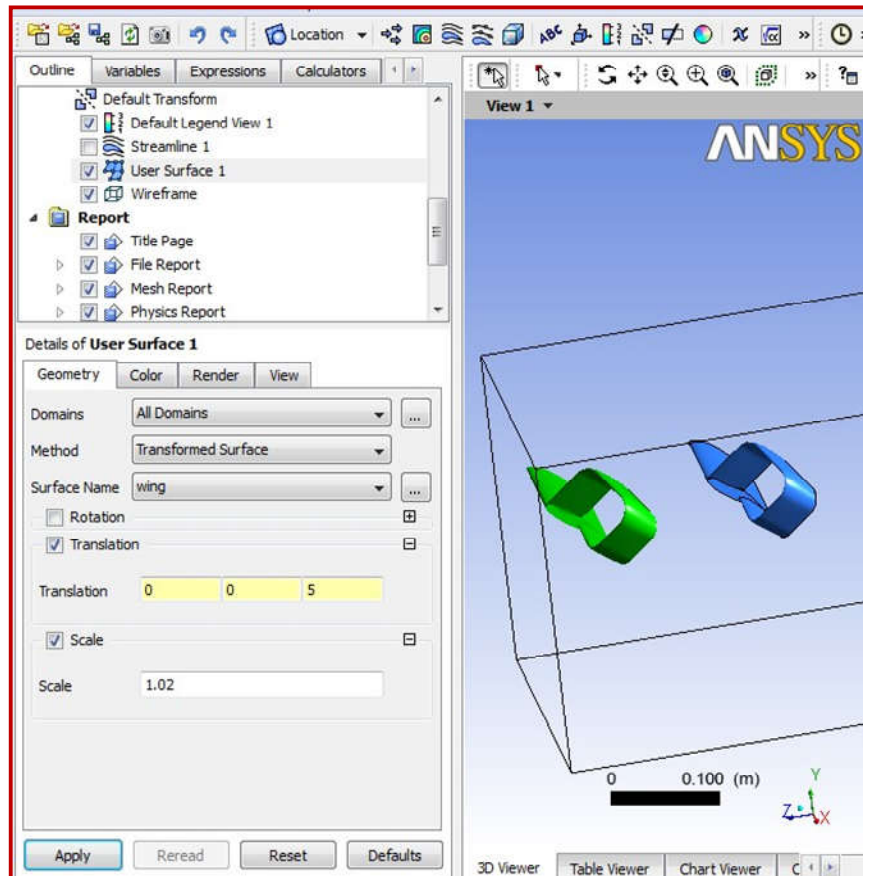 Location
ABC
Outline Variables Expressions Calculators
Default Transform
Default Legend View 1
Streamline 1
User Surface 1
Wireframe
Report
Title Page
File Report
Mesh Report
Physics Report
Details of User Surface 1
Geometry Color Render View
Domains All Domains ...
Method Transformed Surface
Surface Name wing ...
Rotation
Translation
Translation 0 0 5
Scale
Scale 1.02
Apply Reread Reset Defaults
View 1
ANSYS
0 0.100 (m)
Y
Z X
3D Viewer Table Viewer Chart Viewer C